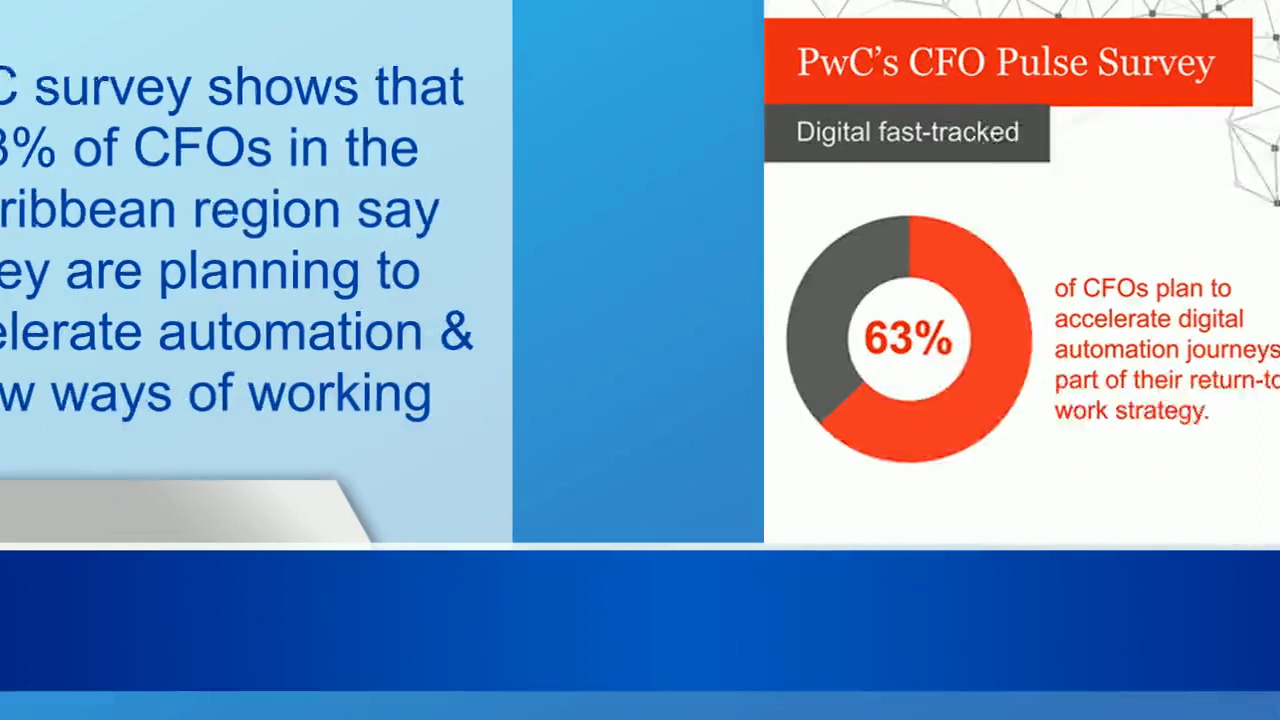 C survey shows that
3% of CFOs in the
ribbean region say
ey are planning to
elerate automation &
w ways of working
PwC’s CFO Pulse Survey
Digital fast-tracked
63%
of CFOs plan to
accelerate digital
automation journeys
part of their return-to
work strategy.